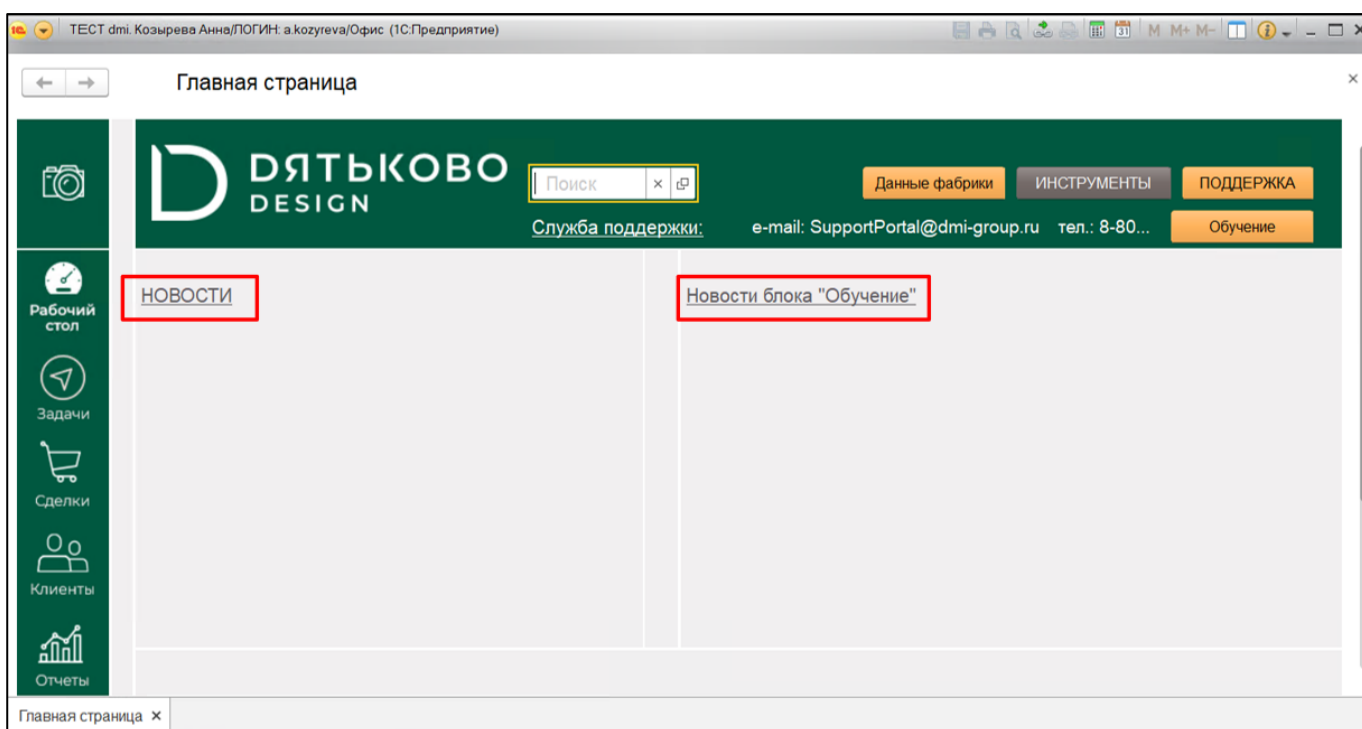 ТЕСТ dmi. Козырева Анна/ЛОГИН: a.kozyreva/Офис (1С:Предприятие)
M M+ M-
Главная страница
DЯТЬКОВО
DESIGN
Поиск
Данные фабрики
ИНСТРУМЕНТЫ
ПОДДЕРЖКА
Служба поддержки:
e-mail: SupportPortal@dmi-group.ru
тел.: 8-80...
Обучение
Рабочий
стол
Задачи
Сделки
Клиенты
Отчеты
НОВОСТИ
Новости блока "Обучение"
Главная страница